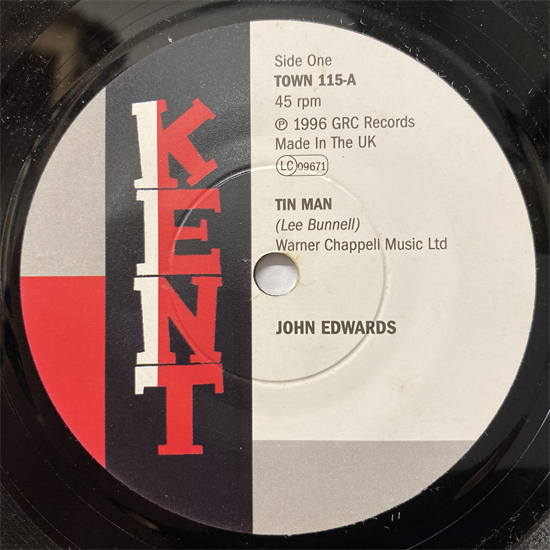 KENT
Side One
TOWN 115-A
45 rpm
℗ 1996 GRC Records
Made In The UK
LC 09671
TIN MAN
(Lee Bunnell)
Warner Chappell Music Ltd
JOHN EDWARDS